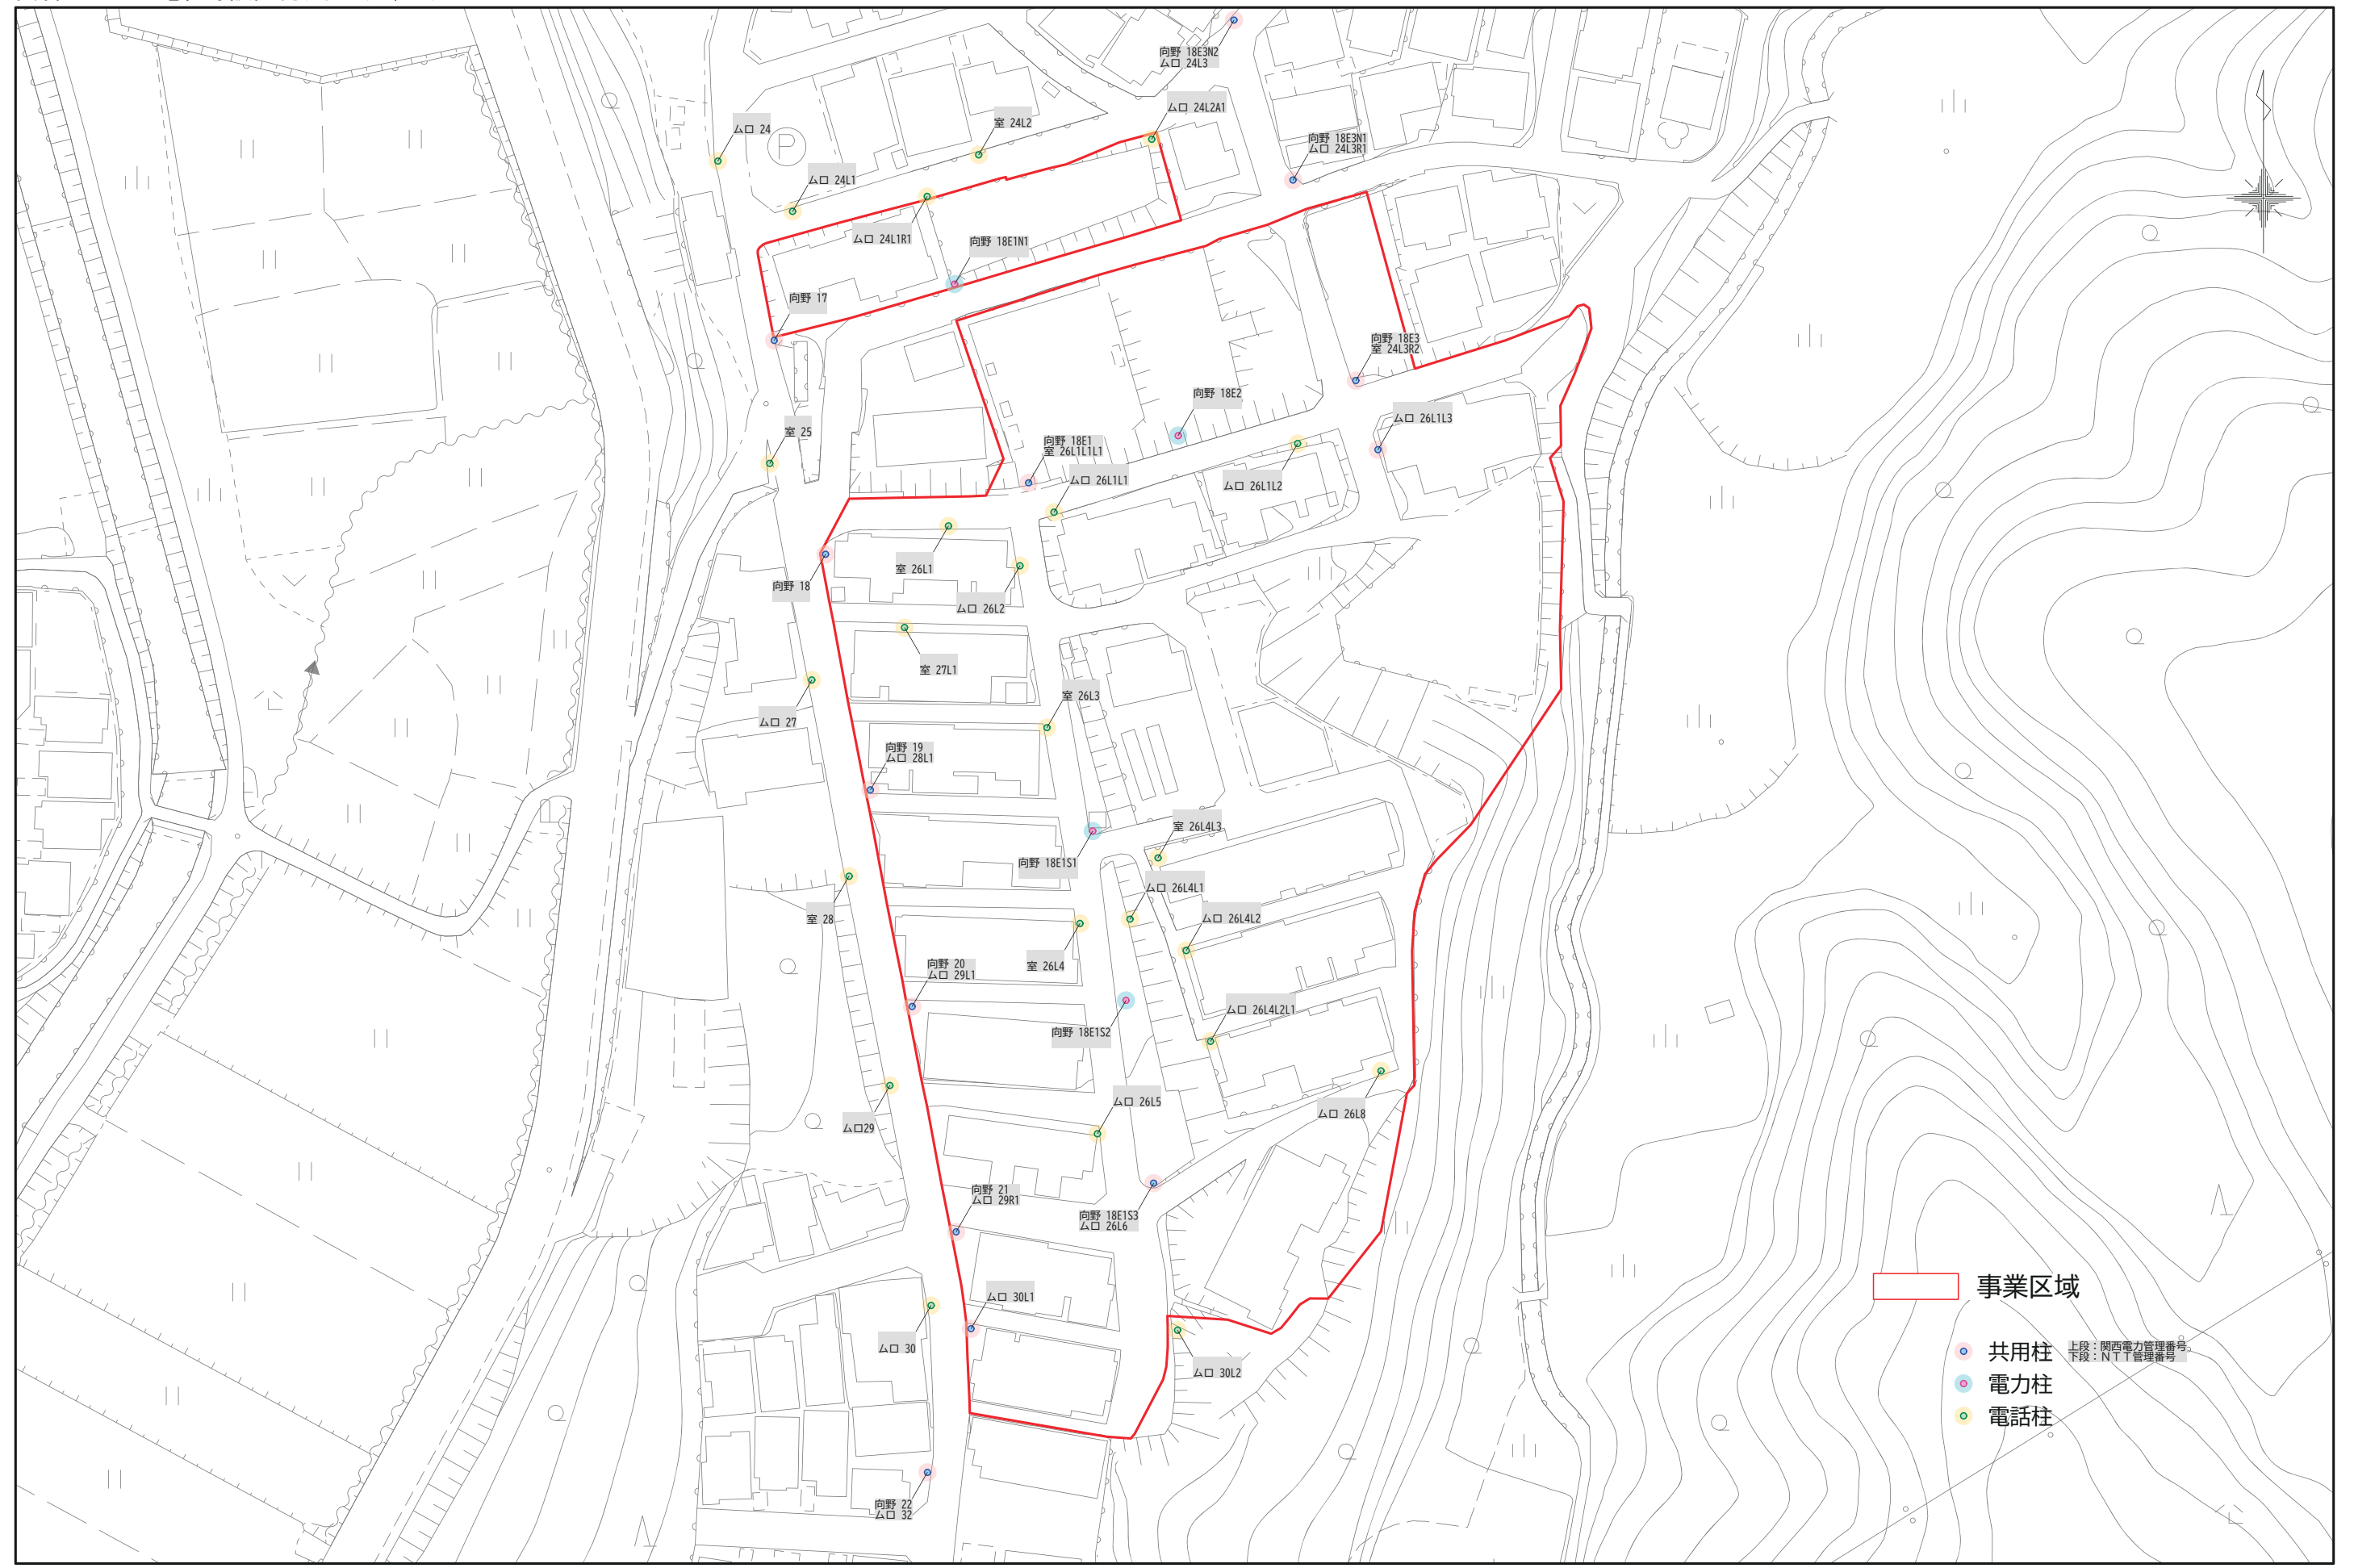 向野 18E3N2
ムロ 24L3
ムロ 24L2A1
ムロ 24
室 24L2
P
向野 18E3N1
ムロ 24L3R1
ムロ 24L1
ムロ 24L1R1
向野 18E1N1
向野 17
向野 18E3
室 24L3R2
向野 18E2
ムロ 26L1L3
室 25
向野 18E1
室 26L1L1L1
ムロ 26L1L1
ムロ 26L1L2
室 26L1
向野 18
ムロ 26L2
室 27L1
室 26L3
ムロ 27
向野 19
ムロ 28L1
室 26L4L3
向野 18E1S1
ムロ 26L4L1
室 28
ムロ 26L4L2
室 26L4
向野 20
ムロ 29L1
ムロ 26L4L2L1
向野 18E1S2
ムロ 26L5
ムロ 26L8
ムロ29
向野 21
ムロ 29R1
向野 18E1S3
ムロ 26L6
ムロ 30L1
ムロ 30
ムロ 30L2
向野 22
ムロ 32
事業区域
共用柱
上段：関西電力管理番号
下段：ＮＴＴ管理番号
電力柱
電話柱